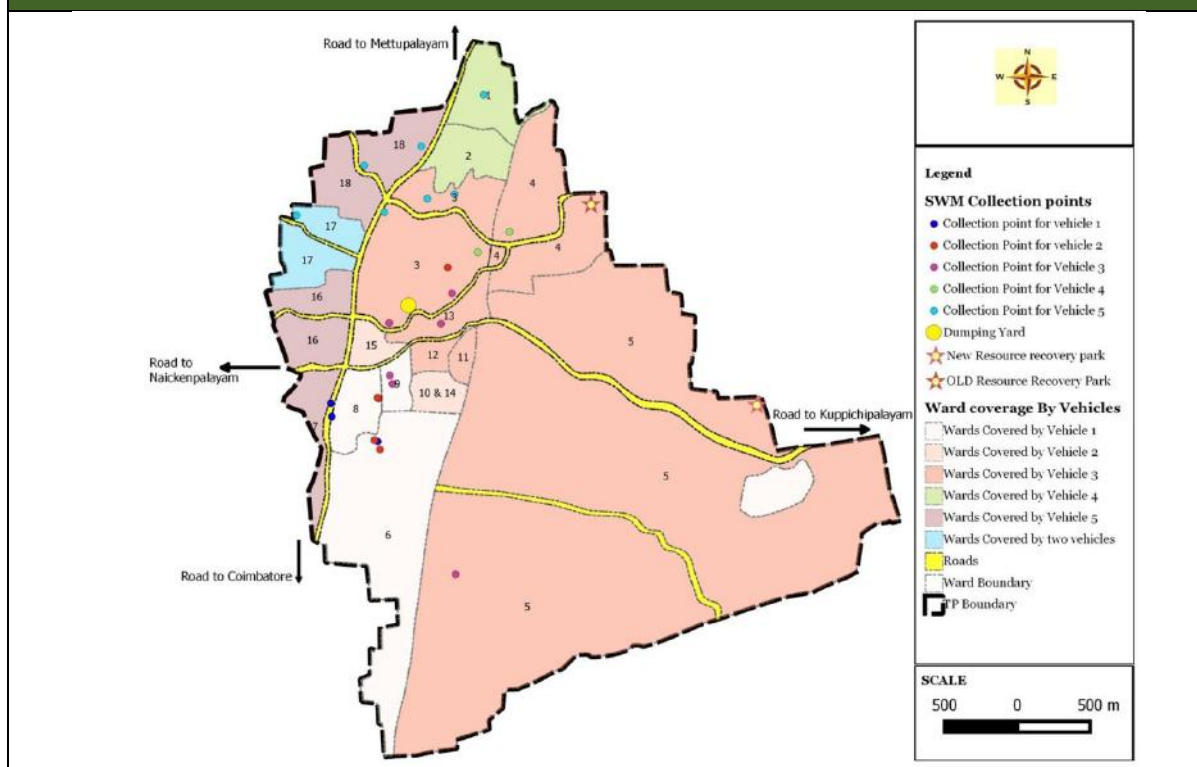 Road to Mettupalayam
1
18
2
18
3
4
17
4
17
3
4
16
13
5
16
15
12
11
Road to
Naickenpalayam
9
10 & 14
8
7
Road to Kuppichipalayam
5
6
Road to Coimbatore
5
N
W
E
S
Legend
SWM Collection points
Collection point for vehicle 1
Collection Point for vehicle 2
Collection Point for Vehicle 3
Collection Point for Vehicle 4
Collection Point for Vehicle 5
Dumping Yard
New Resource recovery park
OLD Resource Recovery Park
Ward coverage By Vehicles
Wards Covered by Vehicle 1
Wards Covered by Vehicle 2
Wards Covered by Vehicle 3
Wards Covered by Vehicle 4
Wards Covered by Vehicle 5
Wards Covered by two vehicles
Roads
Ward Boundary
TP Boundary
SCALE
500 0 500 m